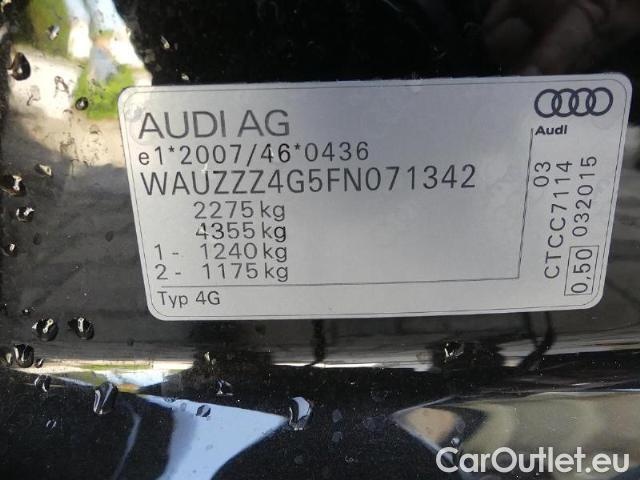 AUDI AG
Audi
e1*2007/46*0436
WAUZZZ4G5FN071342
2275 kg
4355 kg
1 - 1240 kg
2 - 1175 kg
Typ 4G
CTCC7114 03
0.50 032015
CarOutlet.eu